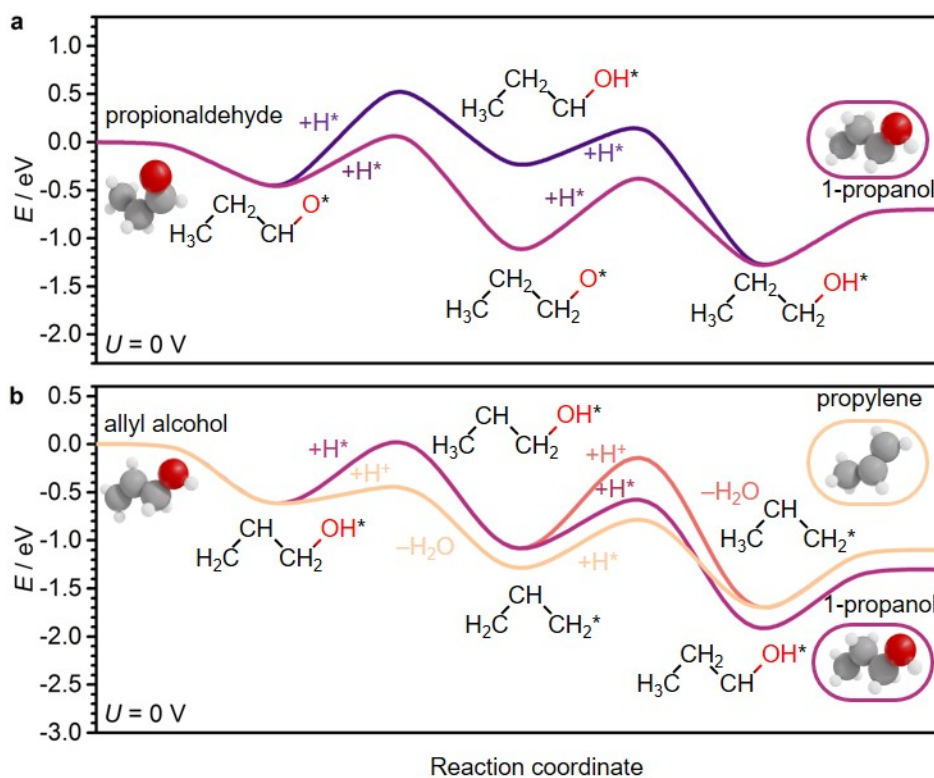 a
1.0
0.5
0.0
-0.5
-1.0
-1.5
-2.0
E / eV
propionaldehyde
+H*
+H*
CH₂
H₃C
CH
OH*
+H*
+H*
1-propanol
CH₂
O*
H₃C
CH
CH₂
O*
H₃C
CH₂
CH₂
OH*
H₃C
CH₂
U = 0 V
b
0.5
0.0
-0.5
-1.0
-1.5
-2.0
-2.5
-3.0
E / eV
allyl alcohol
+H*
+H⁺
–H₂O
CH
OH*
H₃C
CH₂
+H⁺
+H*
–H₂O
+H*
propylene
CH
H₃C
CH₂*
CH
OH*
H₂C
CH₂
CH
H₂C
CH₂*
1-propanol
CH₂
OH*
H₃C
CH
U = 0 V
Reaction coordinate